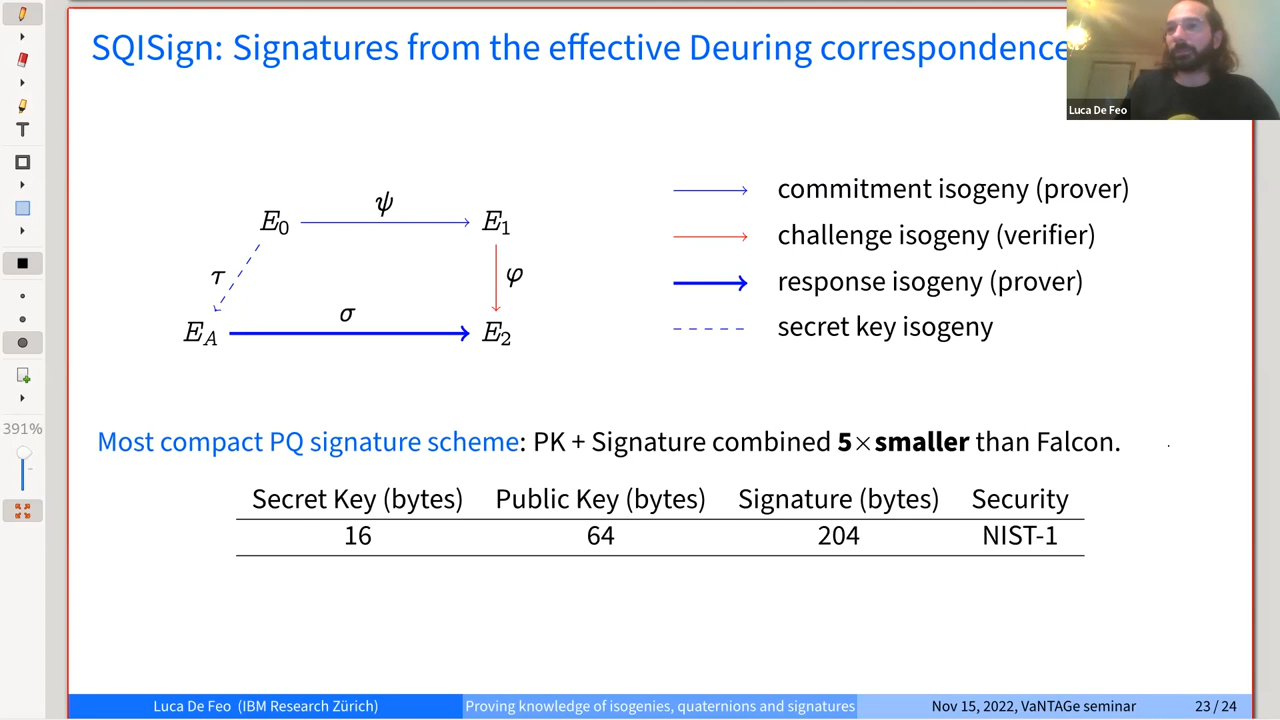 SQISign: Signatures from the effective Deuring correspondence
Luca De Feo
T
391%
E₀
ψ
E₁
τ
φ
σ
E_A
E₂
commitment isogeny (prover)
challenge isogeny (verifier)
response isogeny (prover)
secret key isogeny
Most compact PQ signature scheme: PK + Signature combined 5×smaller than Falcon.
Secret Key (bytes) Public Key (bytes) Signature (bytes) Security
16 64 204 NIST-1
Luca De Feo (IBM Research Zürich) Proving knowledge of isogenies, quaternions and signatures Nov 15, 2022, VaNTAGe seminar 23 / 24